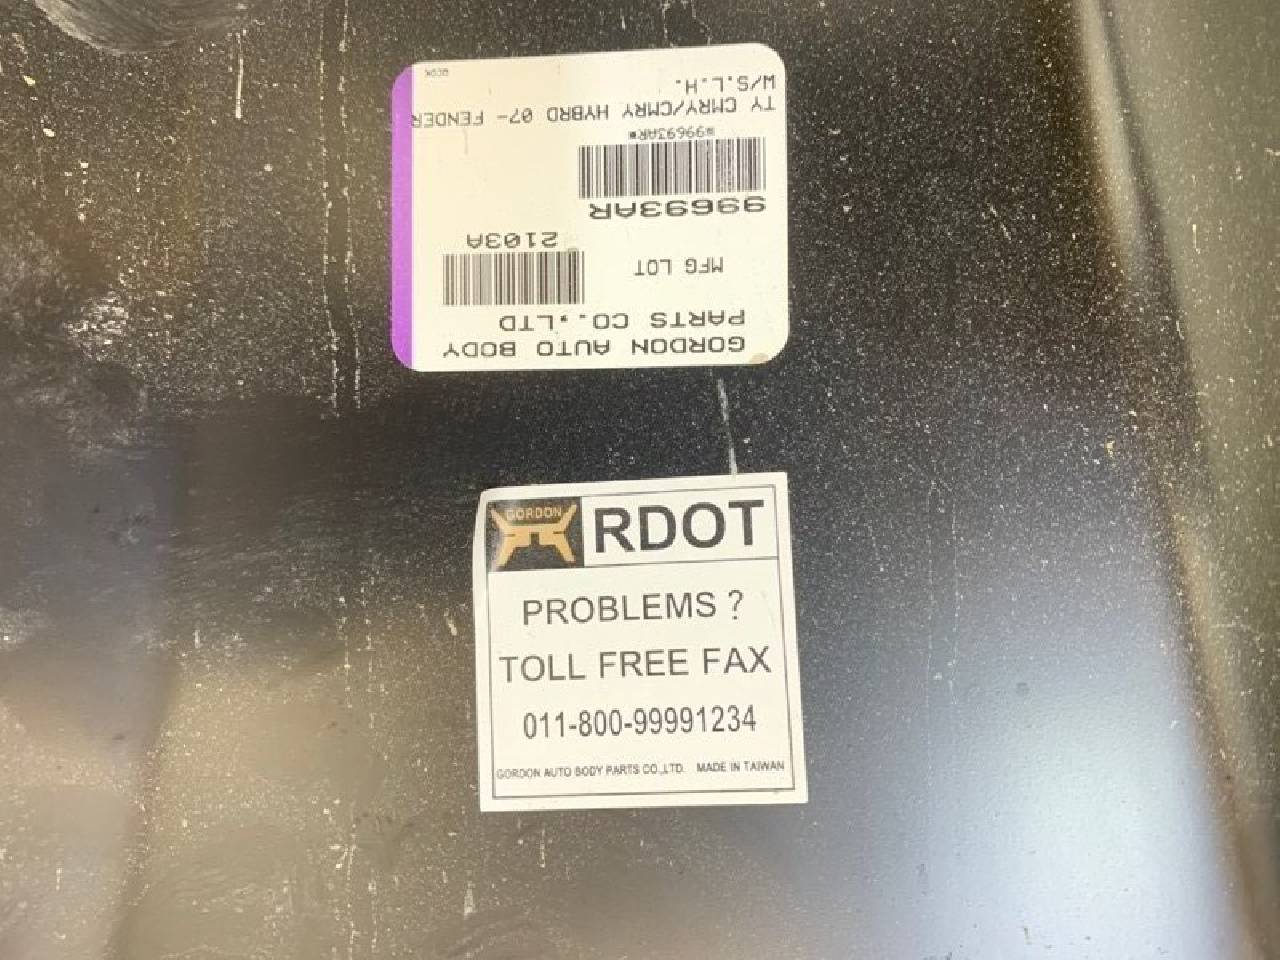 GORDON AUTO BODY
PARTS CO.,LTD
MFG LOT
2103A
99693AR
*99693AR*
TY CMRY/CMRY HYBRD 07- FENDER
W/S.L.H.
GORDON
RDOT
PROBLEMS ?
TOLL FREE FAX
011-800-99991234
GORDON AUTO BODY PARTS CO.,LTD. MADE IN TAIWAN